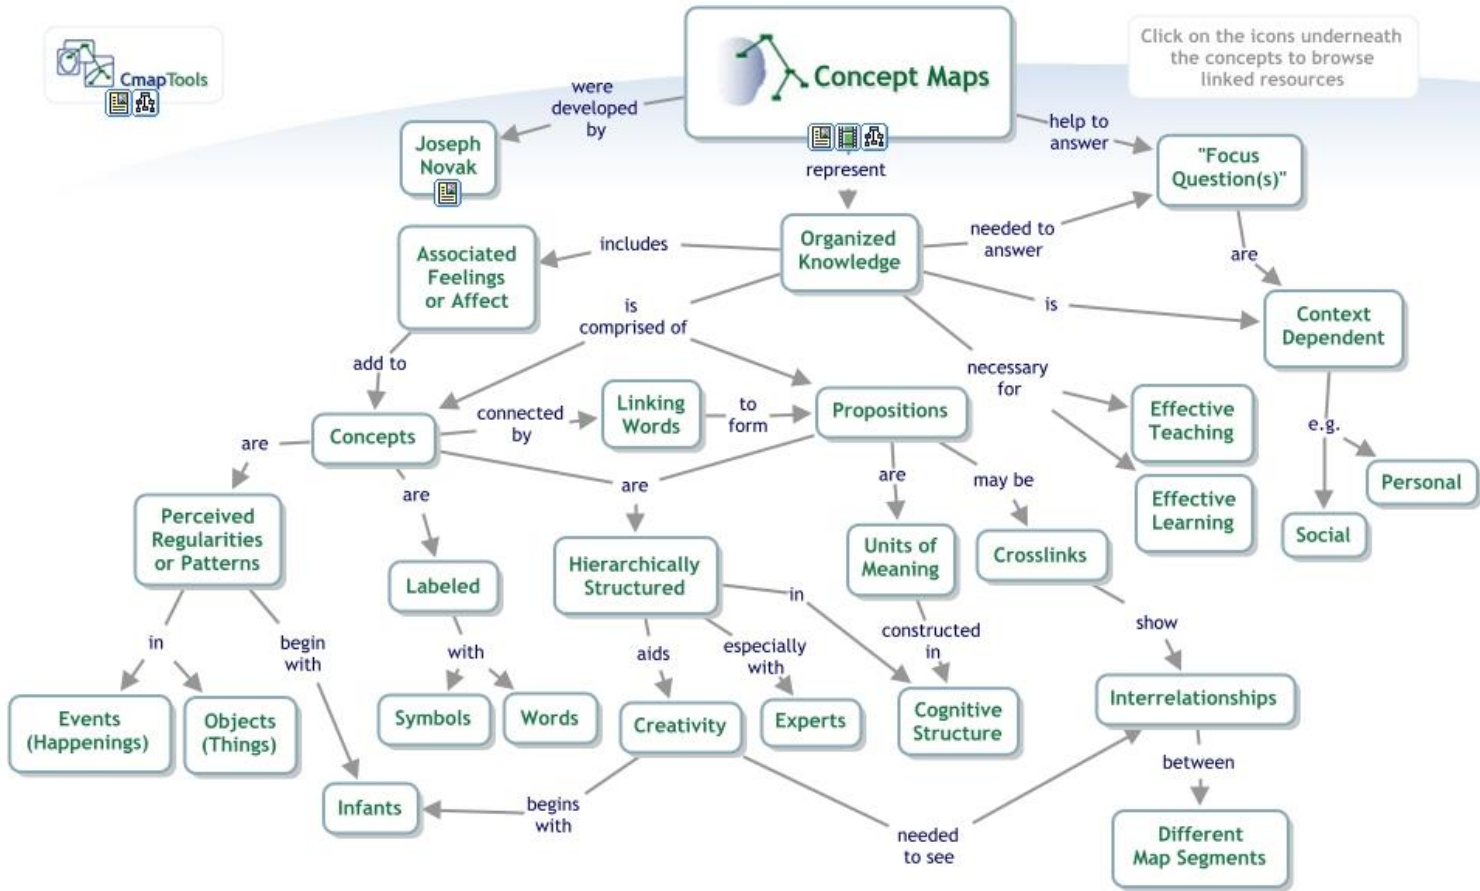 CmapTools
Concept Maps
Click on the icons underneath
the concepts to browse
linked resources
were
developed
by
help to
answer
Joseph
Novak
represent
"Focus
Question(s)"
Associated
Feelings
or Affect
includes
Organized
Knowledge
needed to
answer
are
is
comprised of
is
Context
Dependent
add to
necessary
for
Concepts
connected
by
Linking
Words
to
form
Propositions
Effective
Teaching
e.g.
are
are
are
are
may be
Effective
Learning
Personal
Social
Perceived
Regularities
or Patterns
Labeled
Hierarchically
Structured
Units of
Meaning
Crosslinks
in
begin
with
with
aids
especially
with
in
constructed
in
show
Events
(Happenings)
Objects
(Things)
Symbols
Words
Creativity
Experts
Cognitive
Structure
Interrelationships
Infants
begins
with
needed
to see
between
Different
Map Segments